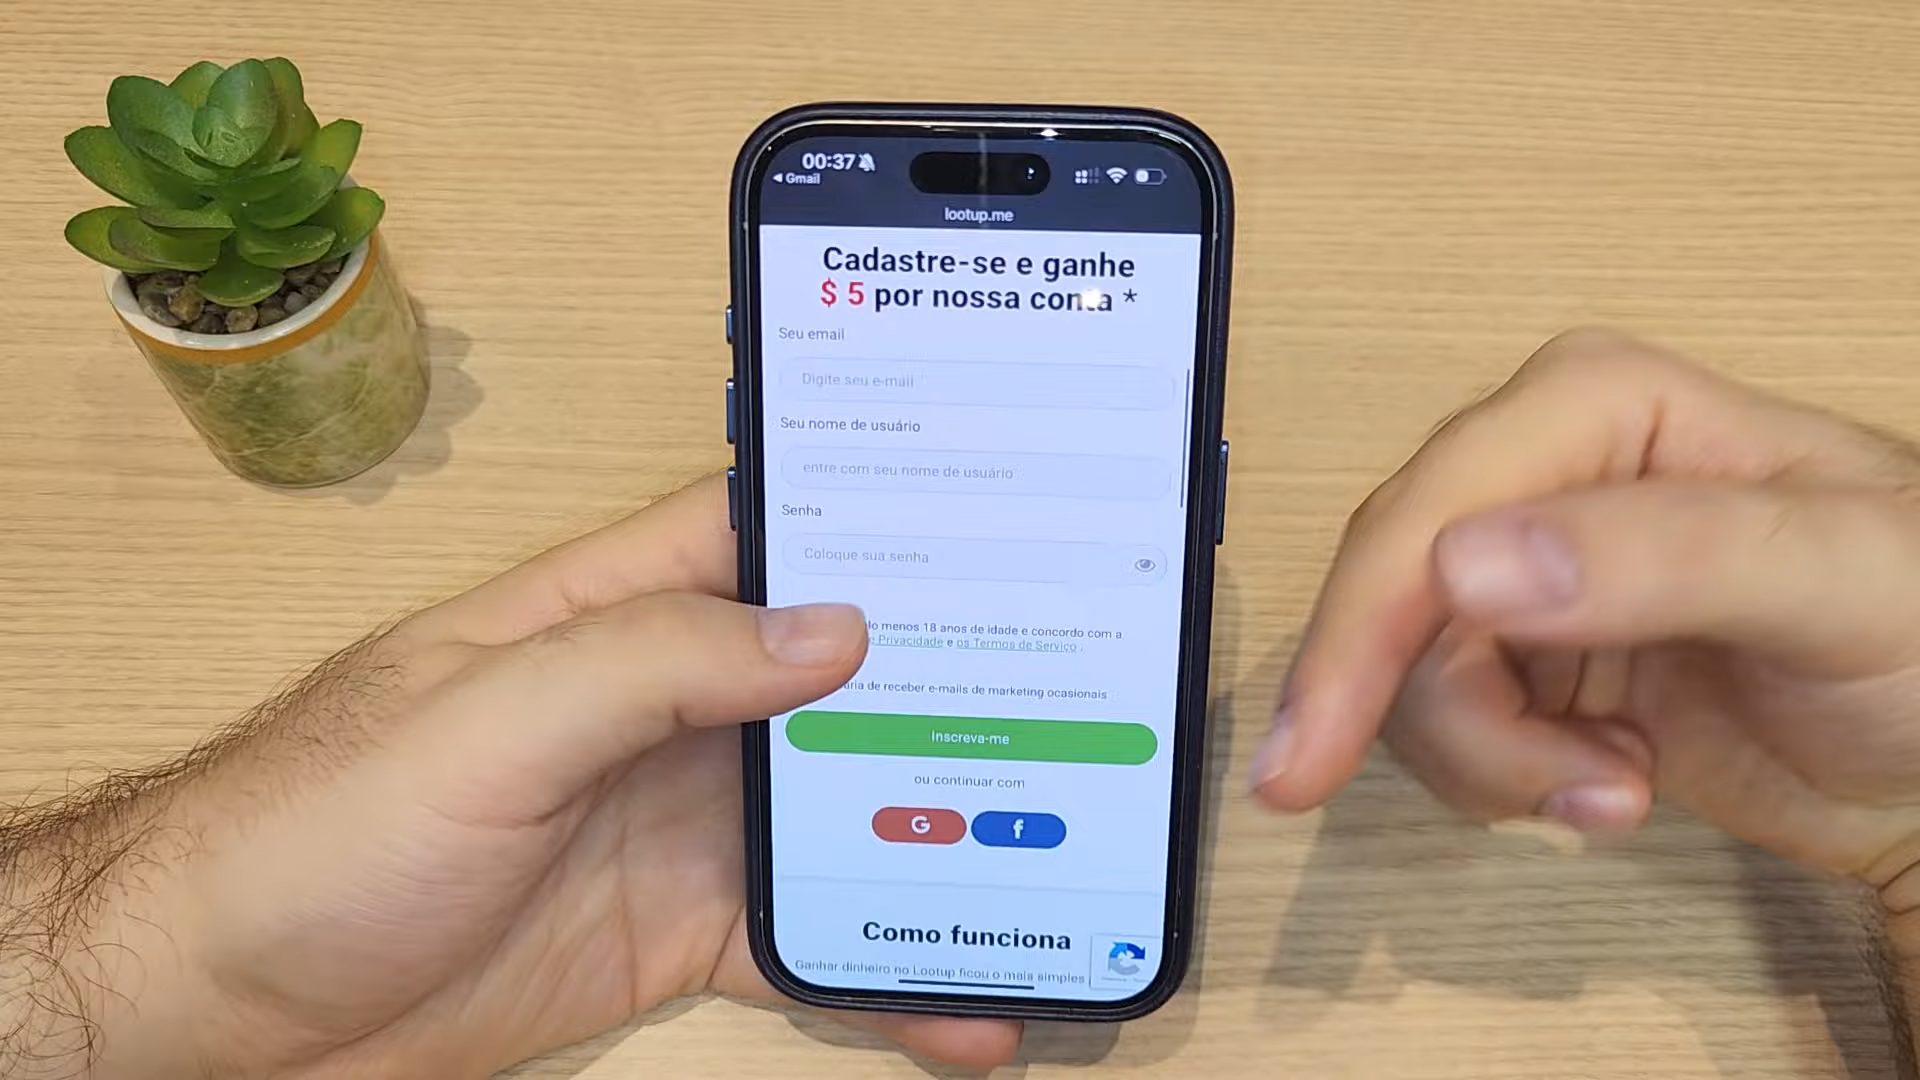 00:37
Gmail
lootup.me
Cadastre-se e ganhe
$ 5 por nossa conta *
Seu email
Digite seu e-mail
Seu nome de usuário
entre com seu nome de usuário
Senha
Coloque sua senha
menos 18 anos de idade e concordo com a
Privacidade e os Termos de Serviço .
de receber e-mails de marketing ocasionais
Inscreva-me
ou continuar com
G f
Como funciona
Ganhar dinheiro no Lootup ficou o mais simples